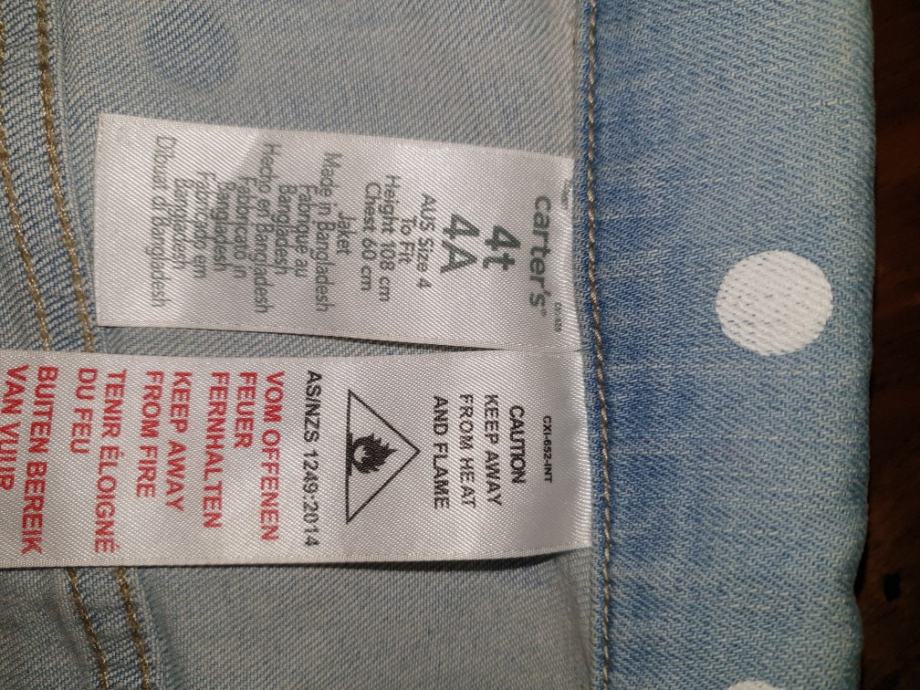 carter's®
4t
4A
AUS Size 4
To Fit
Height 108 cm
Chest 60 cm
Jaket
Made in Bangladesh
Fabriqué au
Bangladesh
Hecho en Bangladesh
Fabbricato in
Bangladesh
Fabricado em
Bangladesh
Dibuat di Bangladesh
CXI-652-INT
CAUTION
KEEP AWAY
FROM HEAT
AND FLAME
AS/NZS 1249:2014
VOM OFFENEN
FEUER
FERNHALTEN
KEEP AWAY
FROM FIRE
TENIR ÉLOIGNÉ
DU FEU
BUITEN BEREIK
VAN VUUR